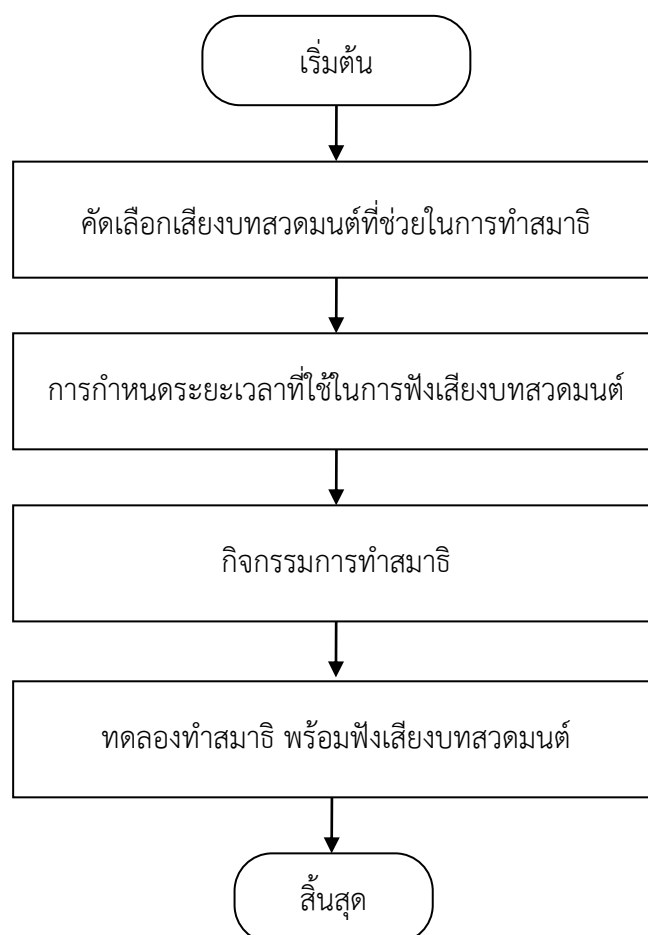 เริ่มต้น
คัดเลือกเสียงบทสวดมนต์ที่ช่วยในการทำสมาธิ
การกำหนดระยะเวลาที่ใช้ในการฟังเสียงบทสวดมนต์
กิจกรรมการทำสมาธิ
ทดลองทำสมาธิ พร้อมฟังเสียงบทสวดมนต์
สิ้นสุด